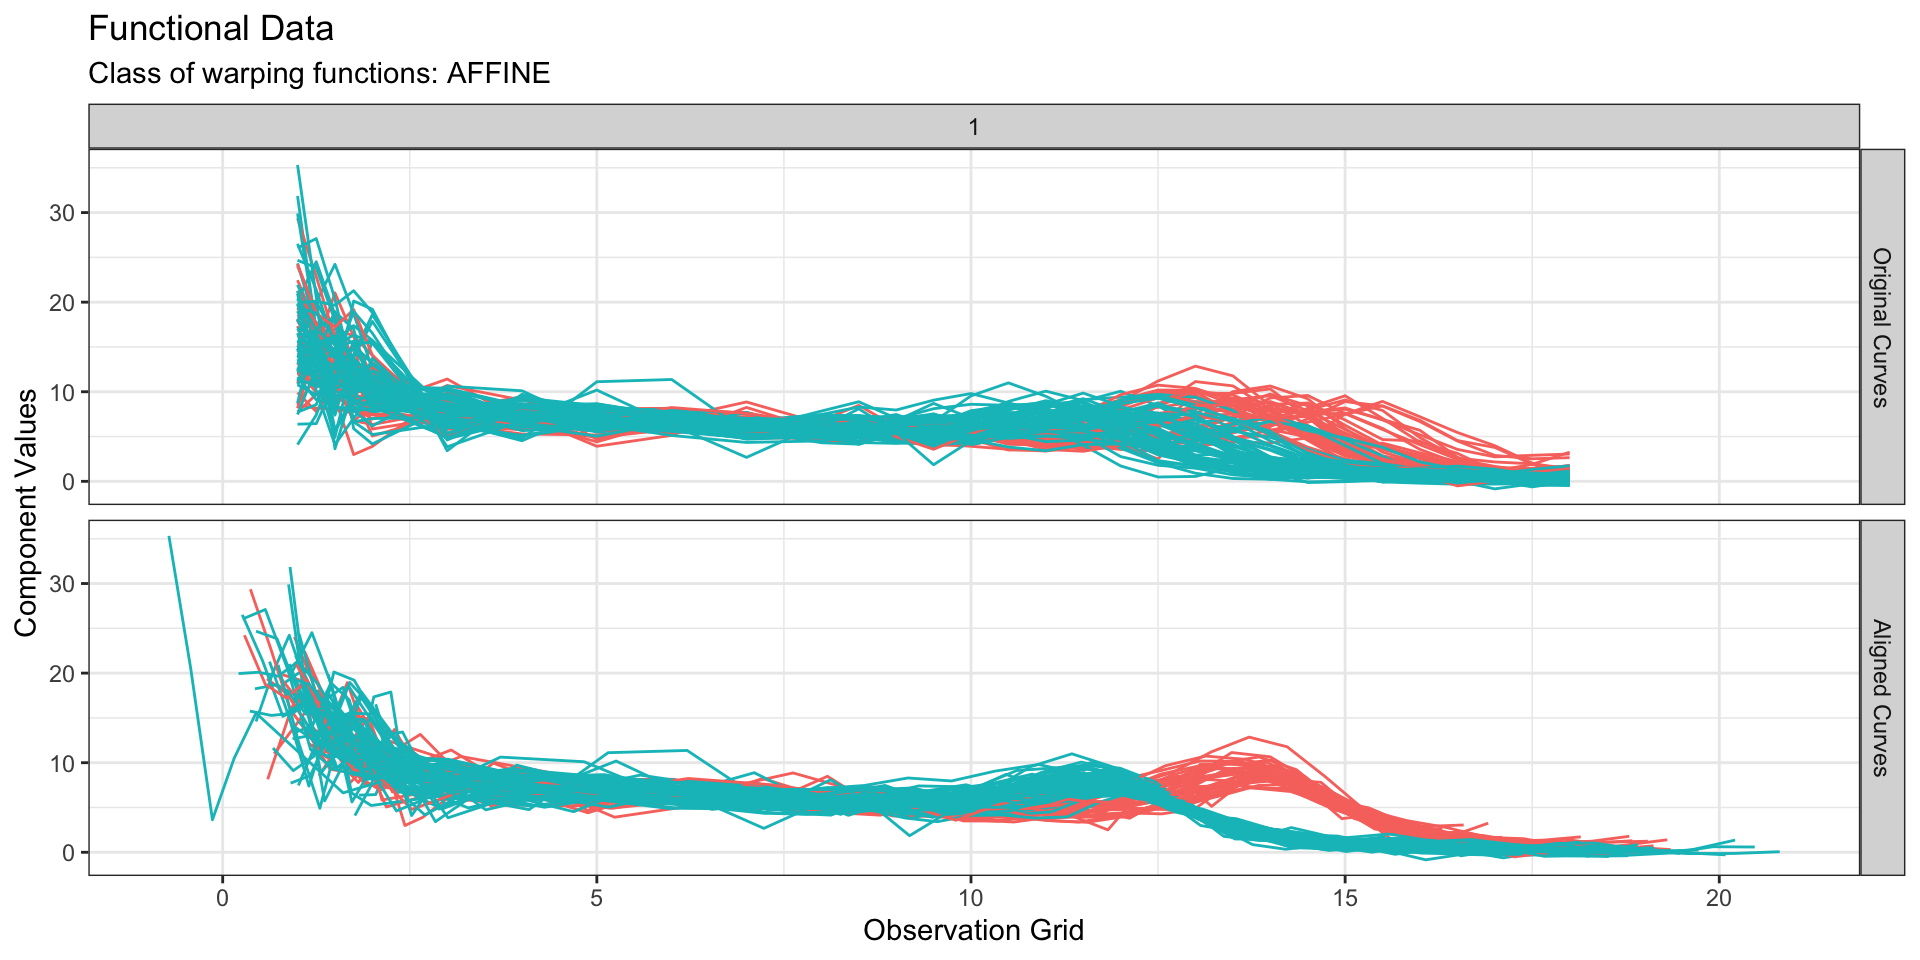 Functional Data
Class of warping functions: AFFINE
1
30
20
10
0
Original Curves
30
20
10
0
Aligned Curves
Component Values
0 5 10 15 20
Observation Grid